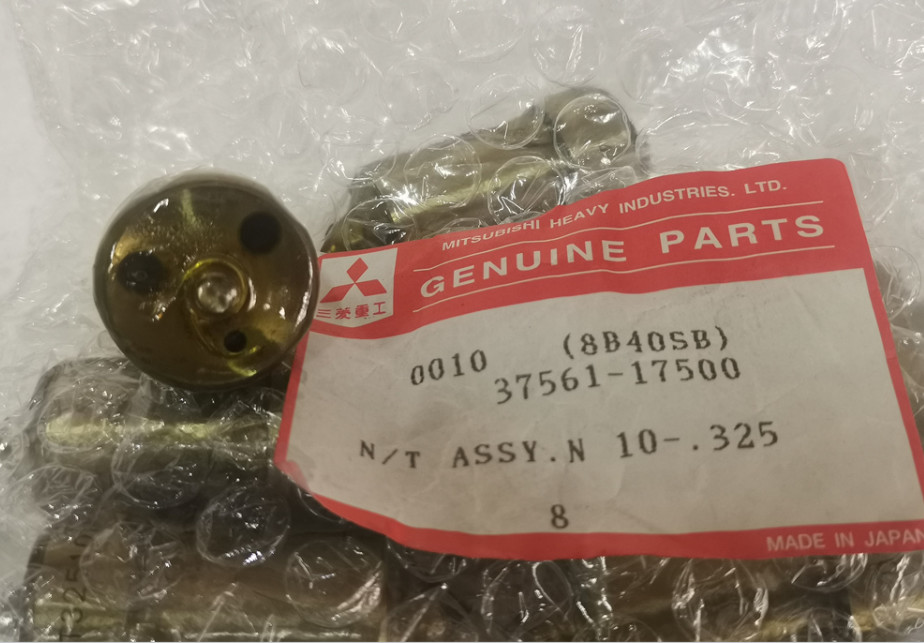 MITSUBISHI HEAVY INDUSTRIES. LTD.
GENUINE PARTS
三菱重工
0010 (8B40SB)
37561-17500
N/T ASSY.N 10-.325
8
MADE IN JAPAN